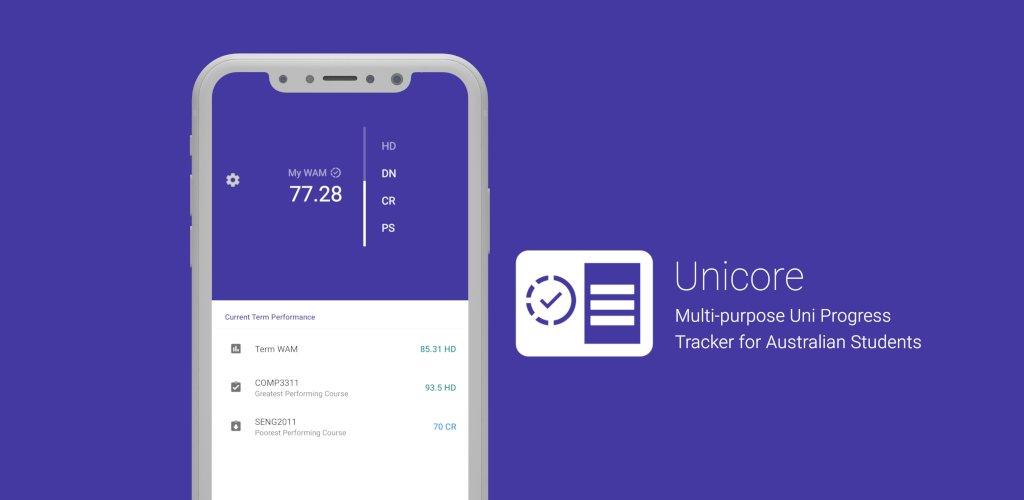 My WAM
77.28
HD
DN
CR
PS
Current Term Performance
Term WAM
85.31 HD
COMP3311
Greatest Performing Course
93.5 HD
SENG2011
Poorest Performing Course
70 CR
Unicore
Multi-purpose Uni Progress
Tracker for Australian Students